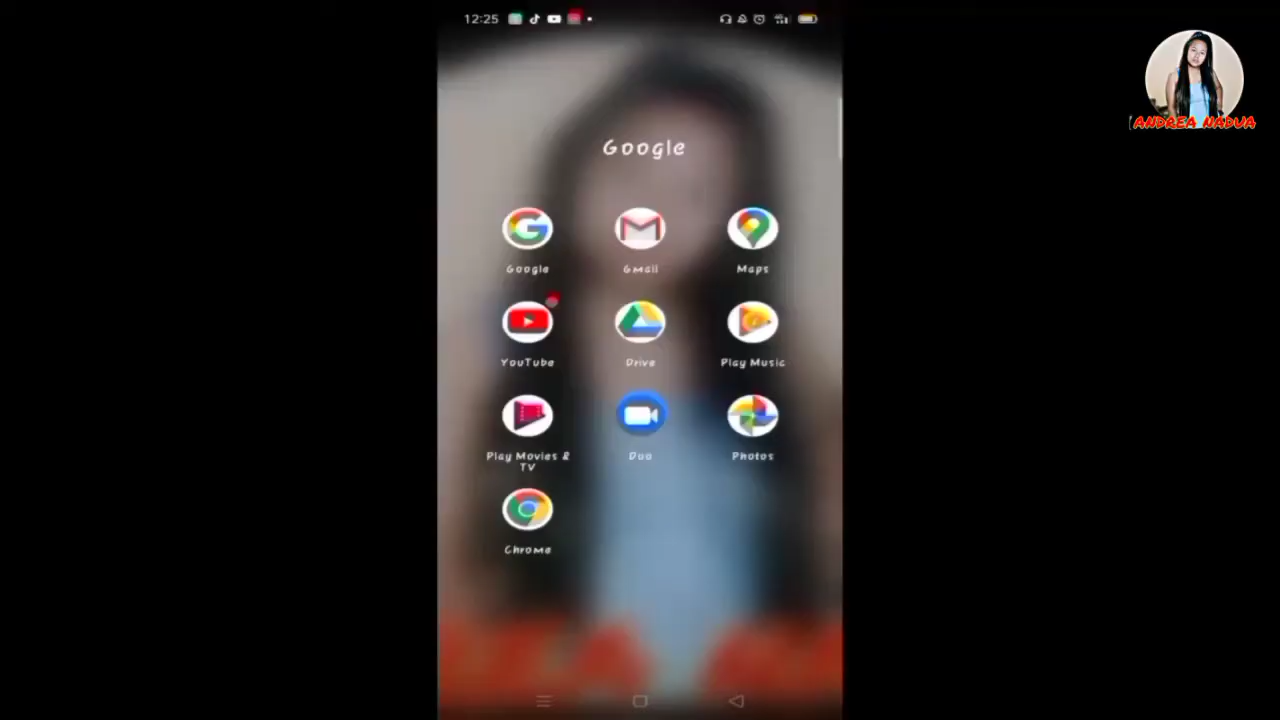 12:25
ANDREA NADUA
Google
Google
Gmail
Maps
YouTube
Drive
Play Music
Play Movies &
TV
Duo
Photos
Chrome